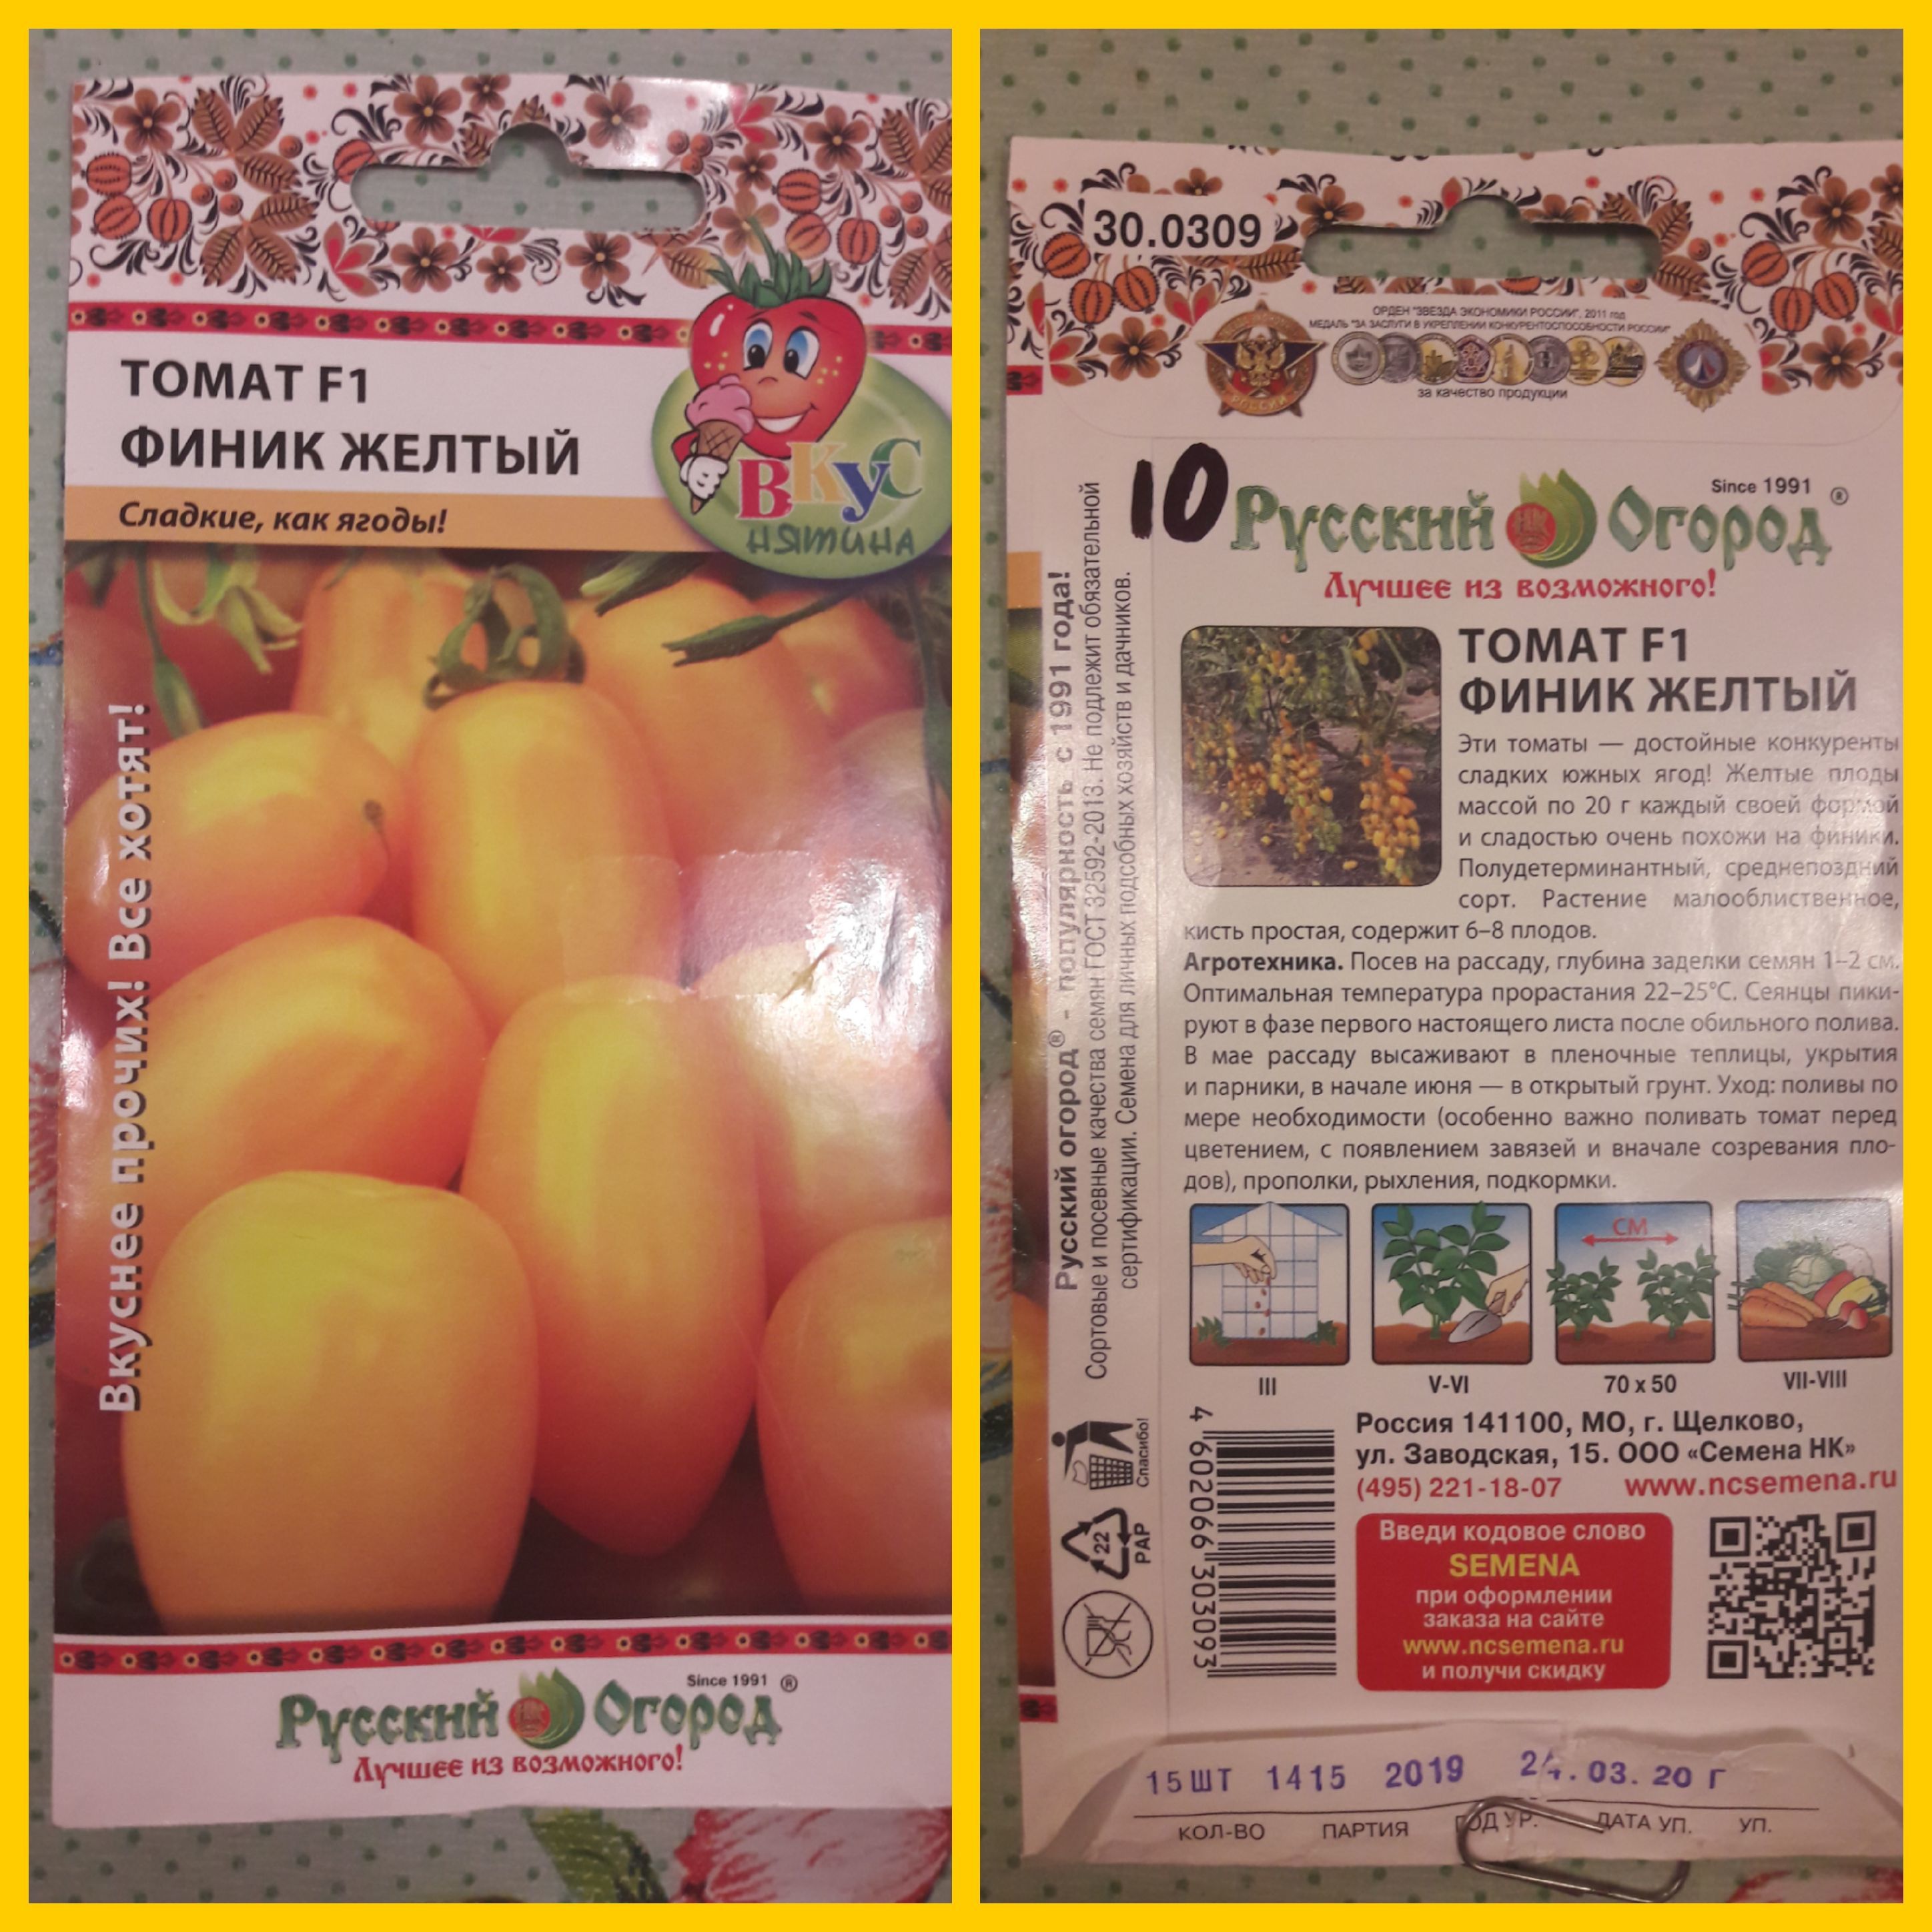 ТОМАТ F1
ФИНИК ЖЕЛТЫЙ
Сладкие, как ягоды!
ВКУС
НЯТИНА
Вкуснее прочих! Все хотят!
Since 1991 ®
Русский Огород
Лучшее из возможного!
30.0309
ОРДЕН "ЗВЕЗДА ЭКОНОМИКИ РОССИИ", 2011 год
МЕДАЛЬ "ЗА ЗАСЛУГИ В УКРЕПЛЕНИИ КОНКУРЕНТОСПОСОБНОСТИ РОССИИ"
РОССИИ
за качество продукции
10
Since 1991 ®
Русский Огород
Лучшее из возможного!
Русский огород® - популярность с 1991 года!
Сортовые и посевные качества семян ГОСТ 32592-2013. Не подлежит обязательной
сертификации. Семена для личных подсобных хозяйств и дачников.
ТОМАТ F1
ФИНИК ЖЕЛТЫЙ
Эти томаты — достойные конкуренты
сладких южных ягод! Желтые плоды
массой по 20 г каждый своей формой
и сладостью очень похожи на финики.
Полудетерминантный, среднепоздний
сорт. Растение малооблиственное,
кисть простая, содержит 6–8 плодов.
Агротехника. Посев на рассаду, глубина заделки семян 1–2 см.
Оптимальная температура прорастания 22–25°С. Сеянцы пики-
руют в фазе первого настоящего листа после обильного полива.
В мае рассаду высаживают в пленочные теплицы, укрытия
и парники, в начале июня — в открытый грунт. Уход: поливы по
мере необходимости (особенно важно поливать томат перед
цветением, с появлением завязей и вначале созревания пло-
дов), прополки, рыхления, подкормки.
СМ
III V-VI 70 x 50 VII-VIII
Спасибо!
22
PAP
4 602066 303093
Россия 141100, МО, г. Щелково,
ул. Заводская, 15. ООО «Семена НК»
(495) 221-18-07 www.ncsemena.ru
Введи кодовое слово
SEMENA
при оформлении
заказа на сайте
www.ncsemena.ru
и получи скидку
15ШТ 1415 2019 24.03.20 Г
КОЛ-ВО ПАРТИЯ ГОД УР. ДАТА УП. УП.